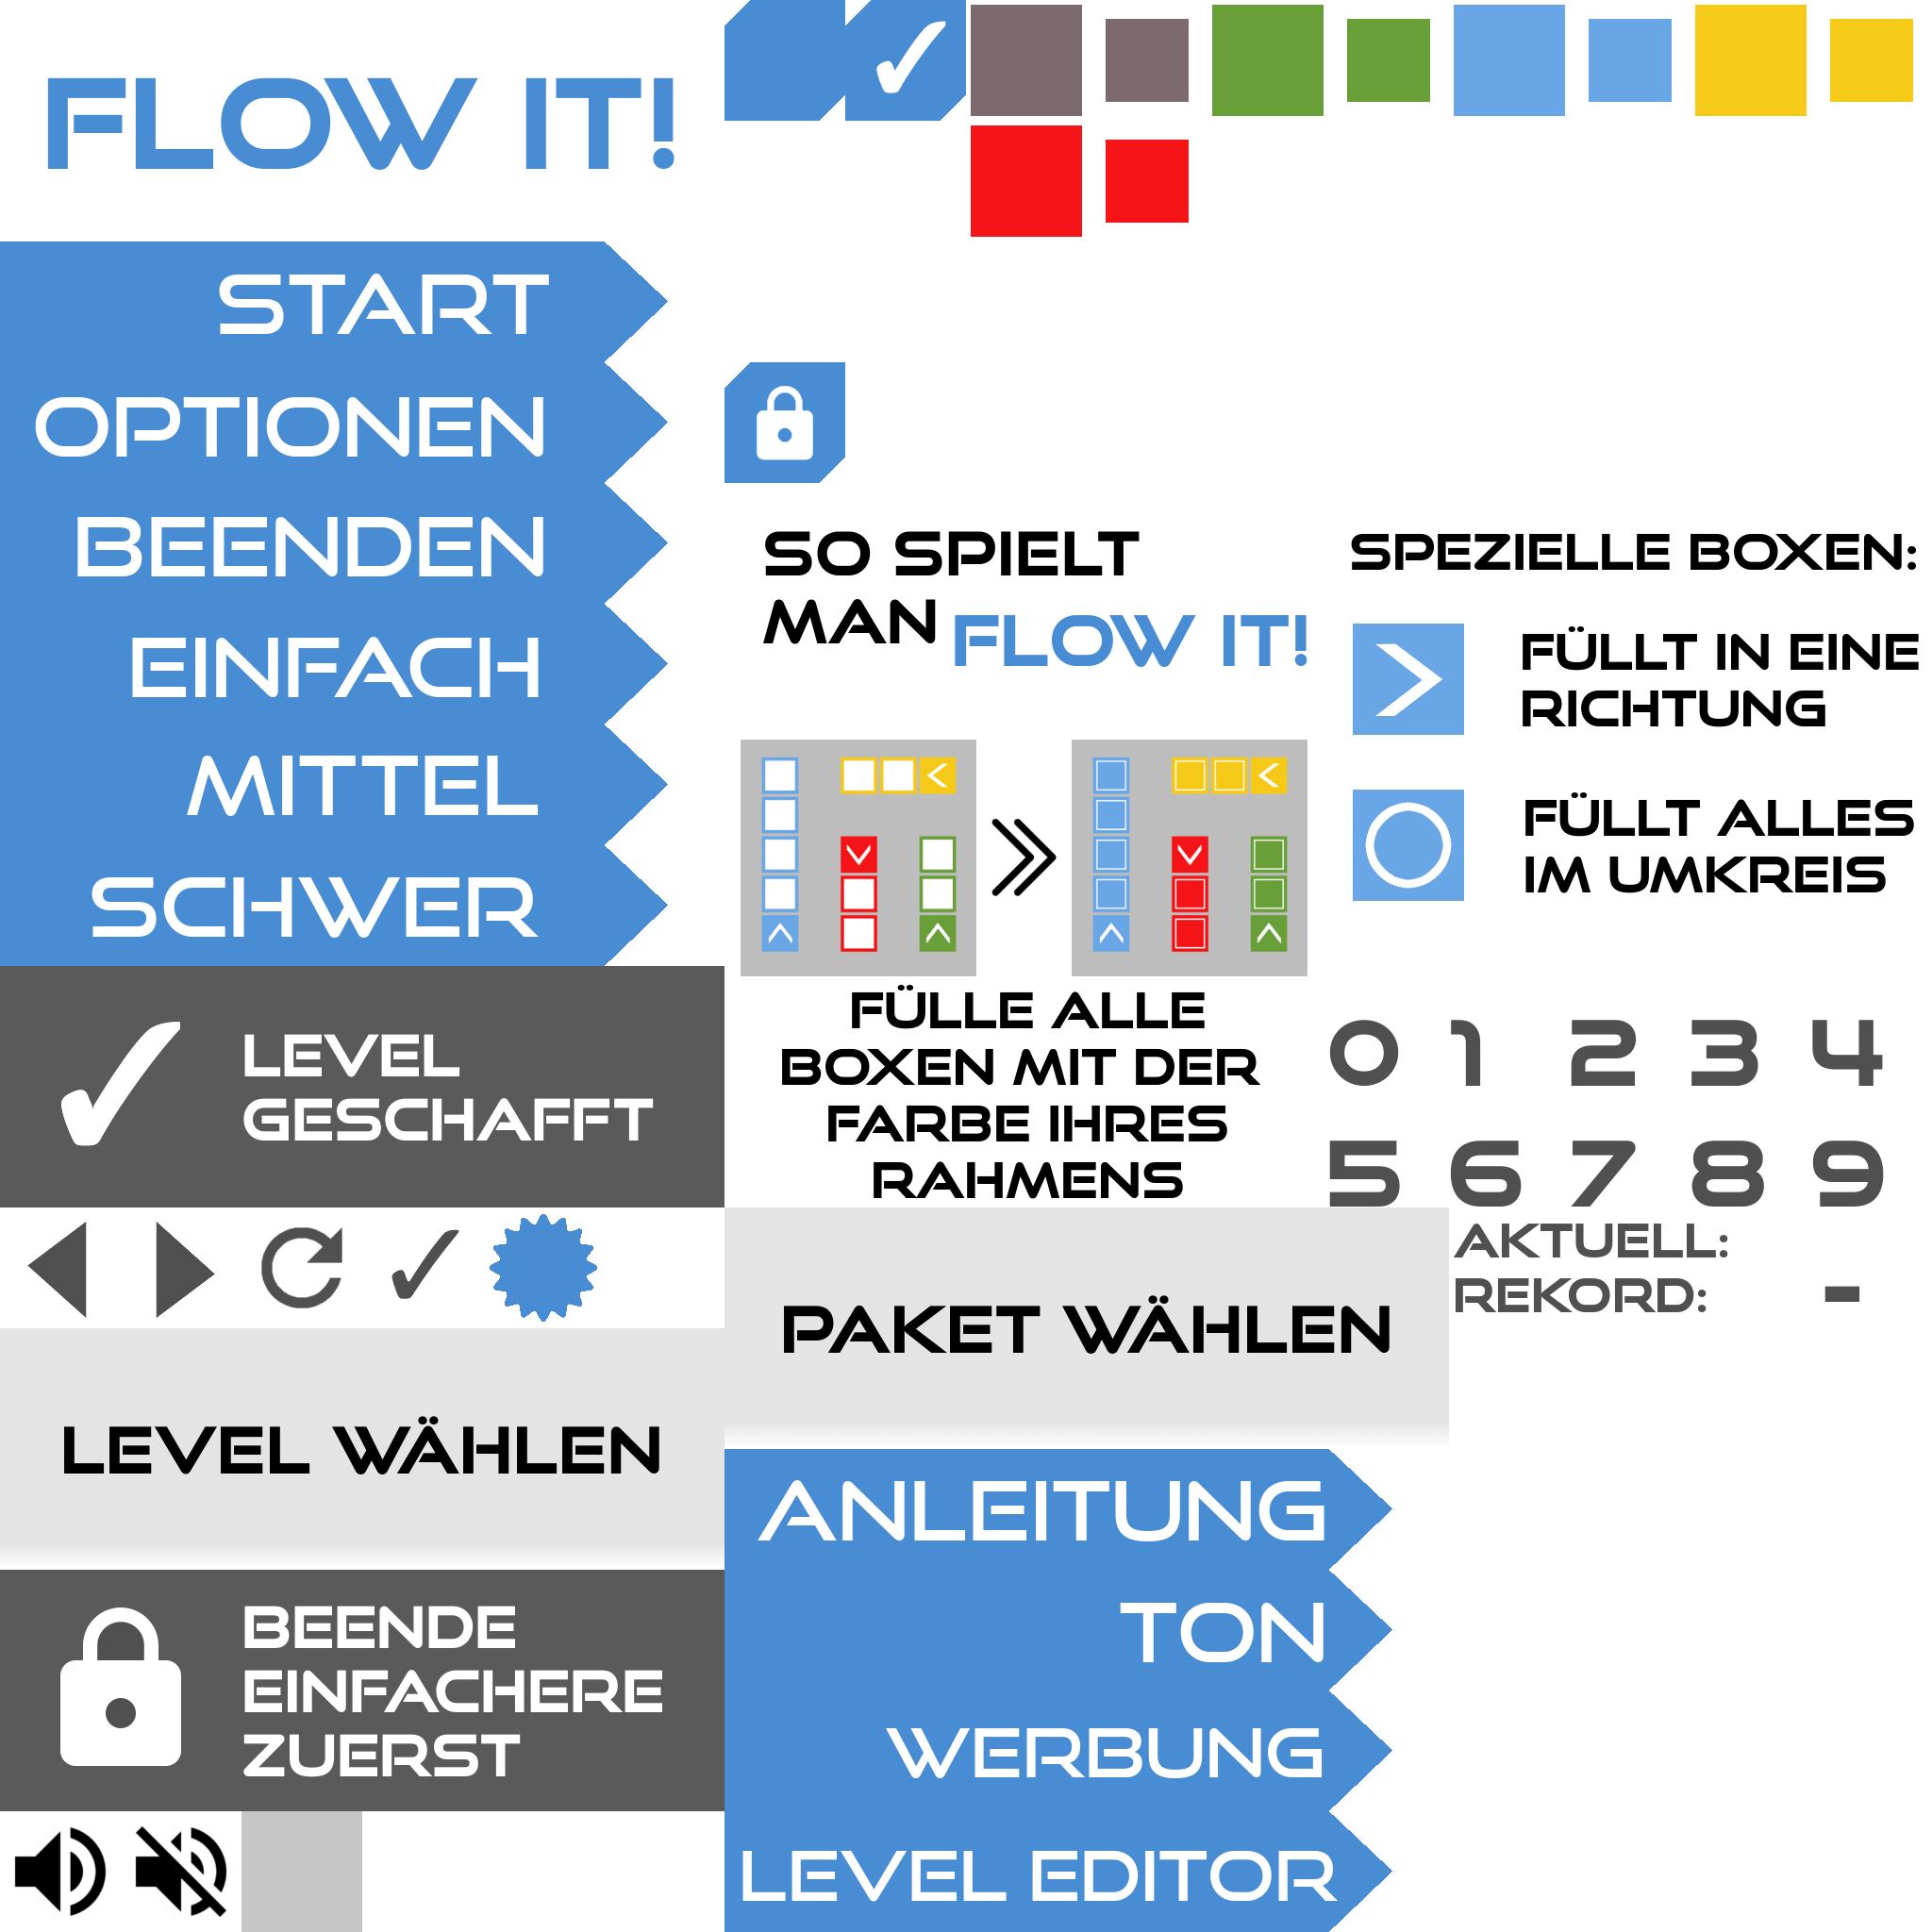 FLOW IT!
START
OPTIONEN
BEENDEN
EINFACH
MITTEL
SCHWER
LEVEL
GESCHAFFT
LEVEL WÄHLEN
BEENDE
EINFACHERE
ZUERST
SO SPIELT
MAN FLOW IT!
FÜLLE ALLE
BOXEN MIT DER
FARBE IHRES
RAHMENS
SPEZIELLE BOXEN:
FÜLLT IN EINE
RICHTUNG
FÜLLT ALLES
IM UMKREIS
0 1 2 3 4
5 6 7 8 9
AKTUELL:
REKORD: -
PAKET WÄHLEN
ANLEITUNG
TON
WERBUNG
LEVEL EDITOR